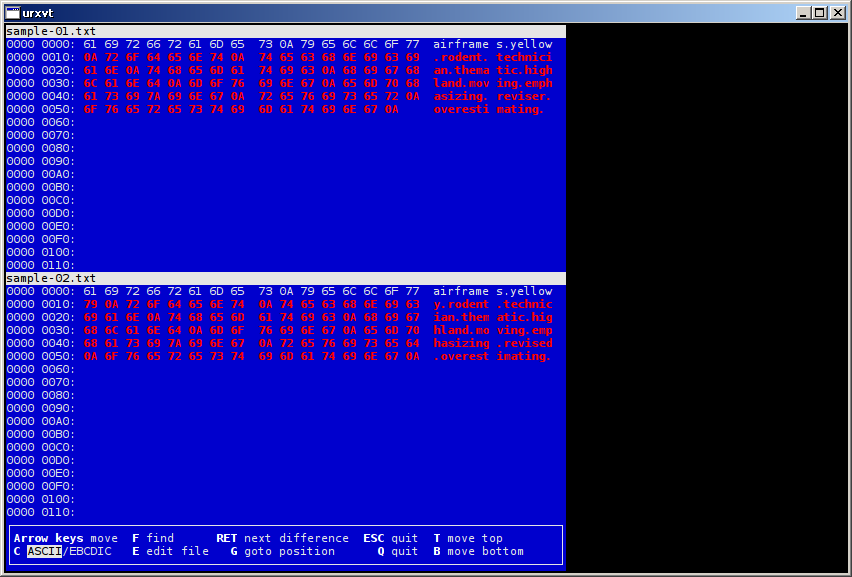 urxvt
sample-01.txt
0000 0000: 61 69 72 66 72 61 6D 65  73 0A 79 65 6C 6C 6F 77  airframe s.yellow
0000 0010: 0A 72 6F 64 65 6E 74 0A  74 65 63 68 6E 69 63 69  .rodent. technici
0000 0020: 61 6E 0A 74 68 65 6D 61  74 69 63 0A 68 69 67 68  an.thema tic.high
0000 0030: 6C 61 6E 64 0A 6D 6F 76  69 6E 67 0A 65 6D 70 68  land.mov ing.emph
0000 0040: 61 73 69 7A 69 6E 67 0A  72 65 76 69 73 65 72 0A  asizing. reviser.
0000 0050: 6F 76 65 72 65 73 74 69  6D 61 74 69 6E 67 0A  overesti mating.
0000 0060:
0000 0070:
0000 0080:
0000 0090:
0000 00A0:
0000 00B0:
0000 00C0:
0000 00D0:
0000 00E0:
0000 00F0:
0000 0100:
0000 0110:
sample-02.txt
0000 0000: 61 69 72 66 72 61 6D 65  73 0A 79 65 6C 6C 6F 77  airframe s.yellow
0000 0010: 79 0A 72 6F 64 65 6E 74  0A 74 65 63 68 6E 69 63  y.rodent .technic
0000 0020: 69 61 6E 0A 74 68 65 6D  61 74 69 63 0A 68 69 67  ian.them atic.hig
0000 0030: 68 6C 61 6E 64 0A 6D 6F  76 69 6E 67 0A 65 6D 70  hland.mo ving.emp
0000 0040: 68 61 73 69 7A 69 6E 67  0A 72 65 76 69 73 65 64  hasizing .revised
0000 0050: 0A 6F 76 65 72 65 73 74  69 6D 61 74 69 6E 67 0A  .overest imating.
0000 0060:
0000 0070:
0000 0080:
0000 0090:
0000 00A0:
0000 00B0:
0000 00C0:
0000 00D0:
0000 00E0:
0000 00F0:
0000 0100:
0000 0110:
Arrow keys move  F find  RET next difference  ESC quit  T move top
C ASCII/EBCDIC  E edit file  G goto position  Q quit  B move bottom